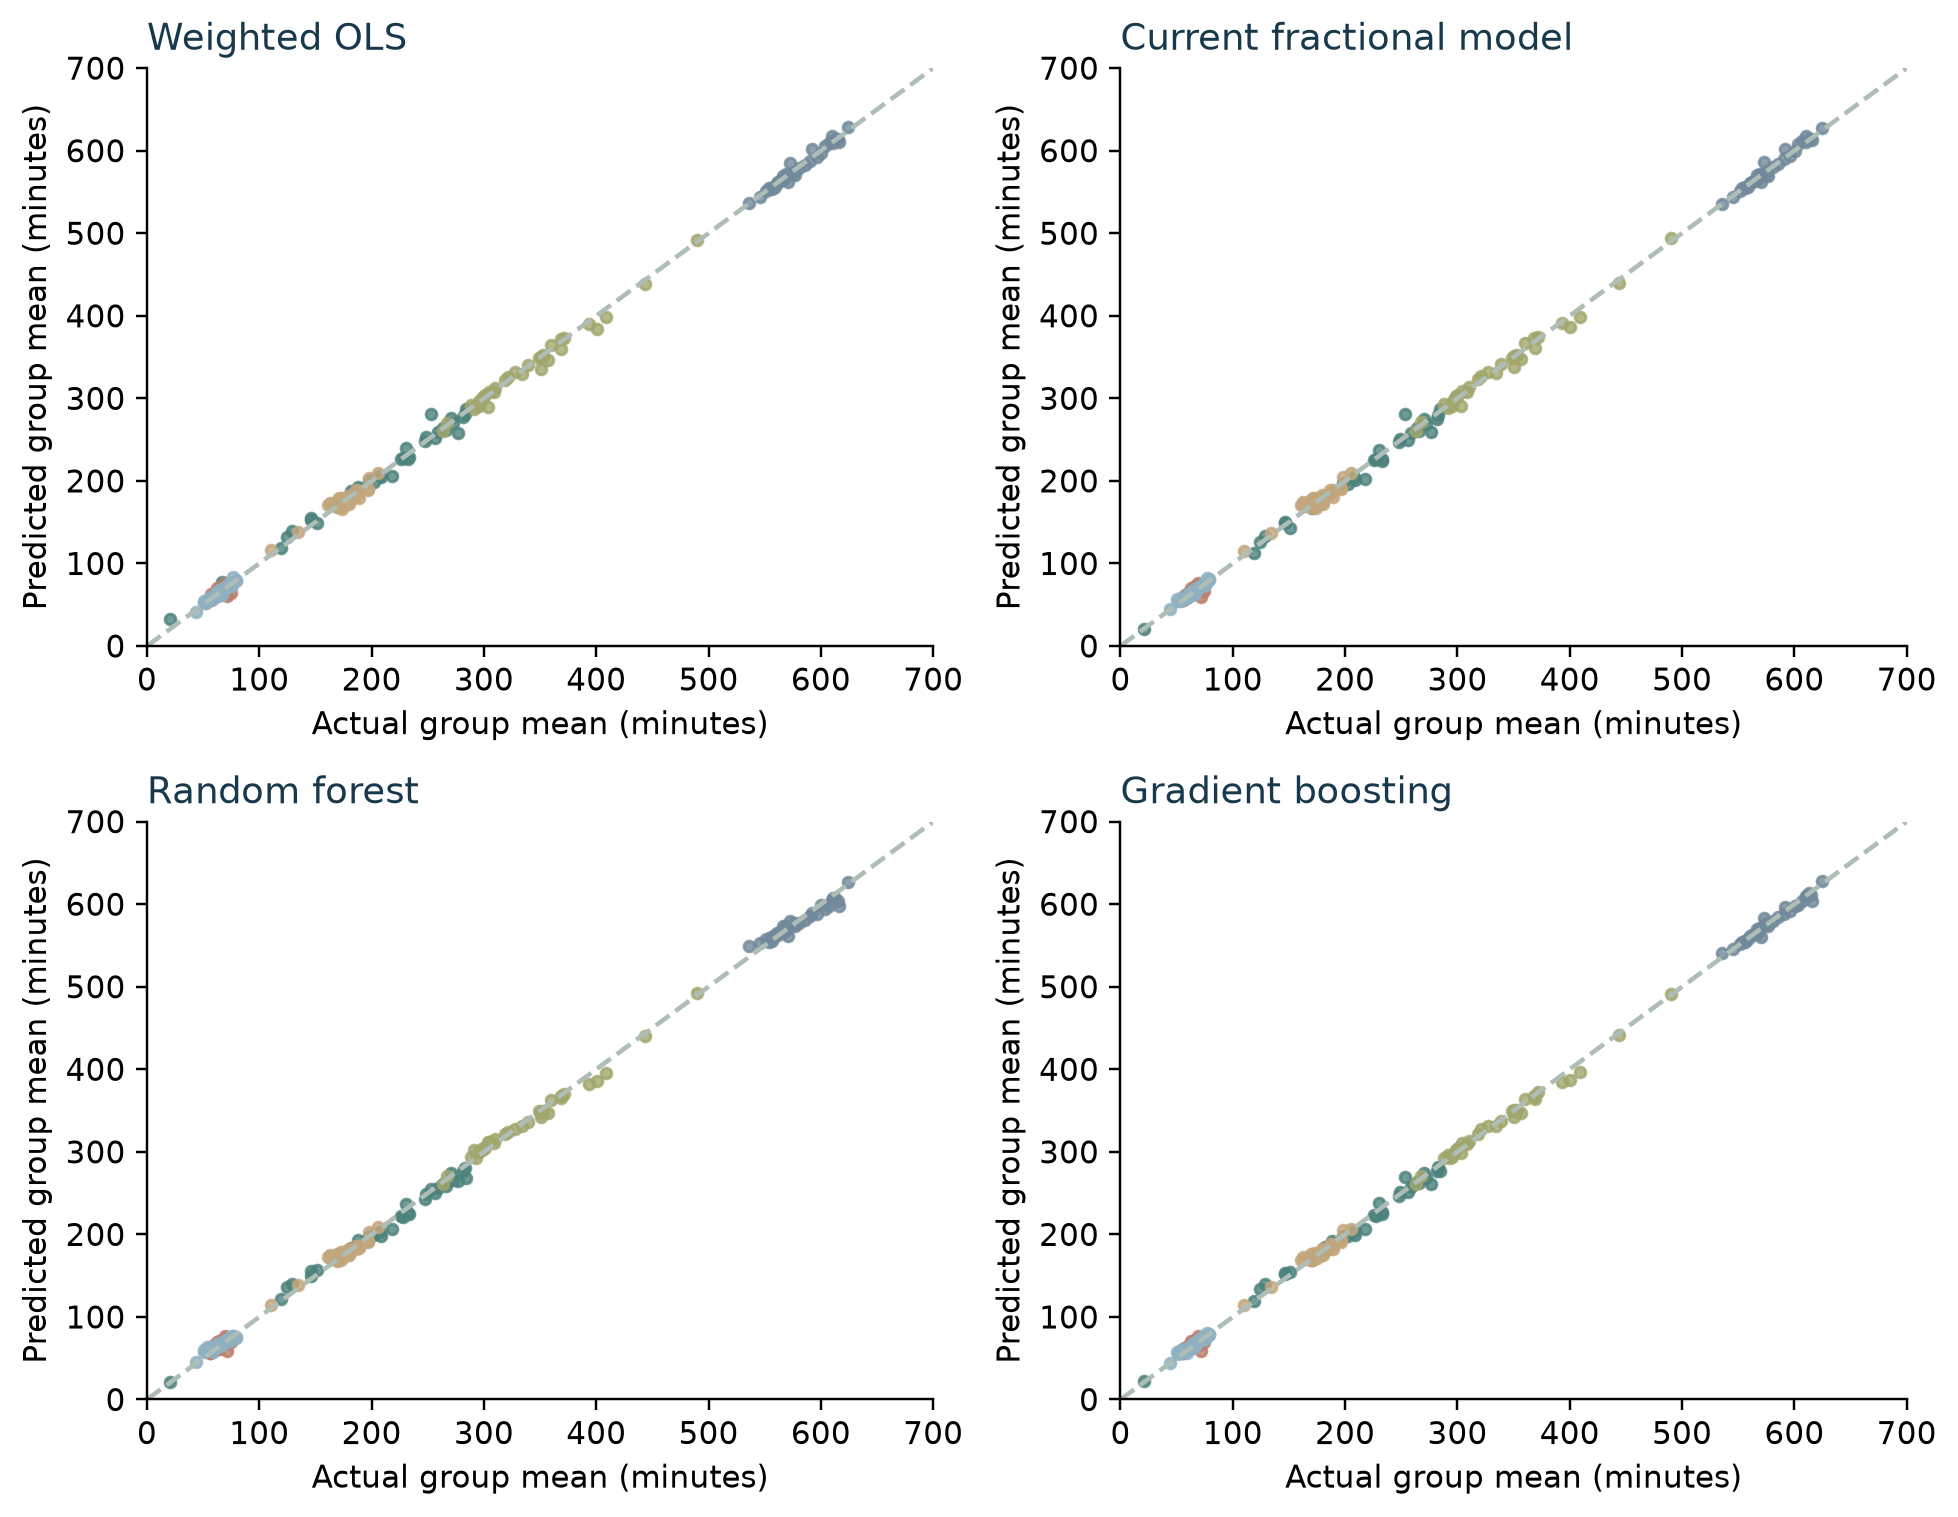 Weighted OLS
700
600
500
400
300
200
100
0
Predicted group mean (minutes)
0 100 200 300 400 500 600 700
Actual group mean (minutes)
Current fractional model
700
600
500
400
300
200
100
0
Predicted group mean (minutes)
0 100 200 300 400 500 600 700
Actual group mean (minutes)
Random forest
700
600
500
400
300
200
100
0
Predicted group mean (minutes)
0 100 200 300 400 500 600 700
Actual group mean (minutes)
Gradient boosting
700
600
500
400
300
200
100
0
Predicted group mean (minutes)
0 100 200 300 400 500 600 700
Actual group mean (minutes)